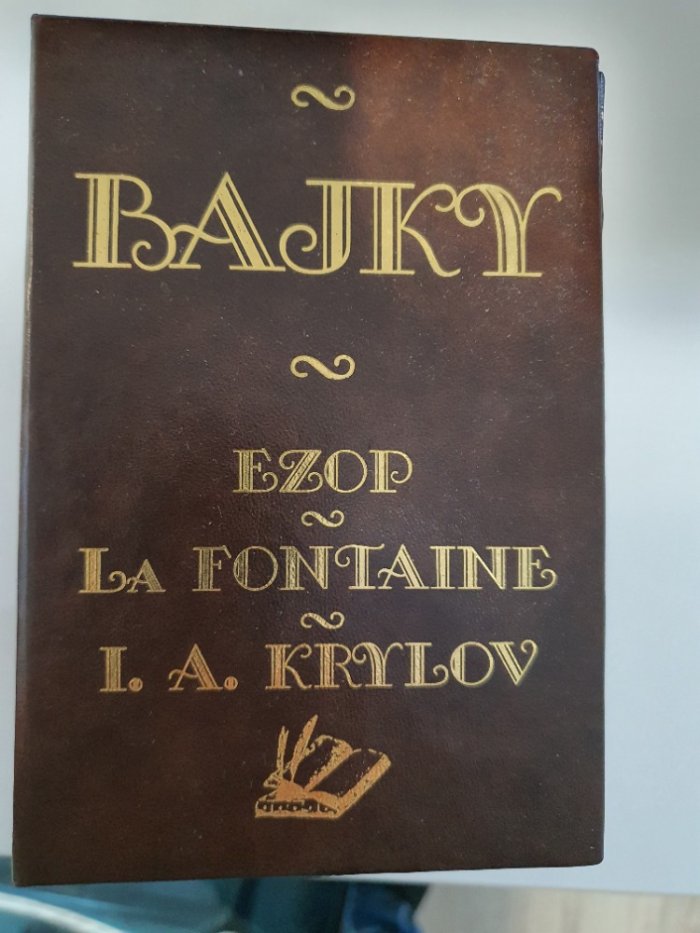 BAJKY
EZOP
LA FONTAINE
I. A. KRYLOV